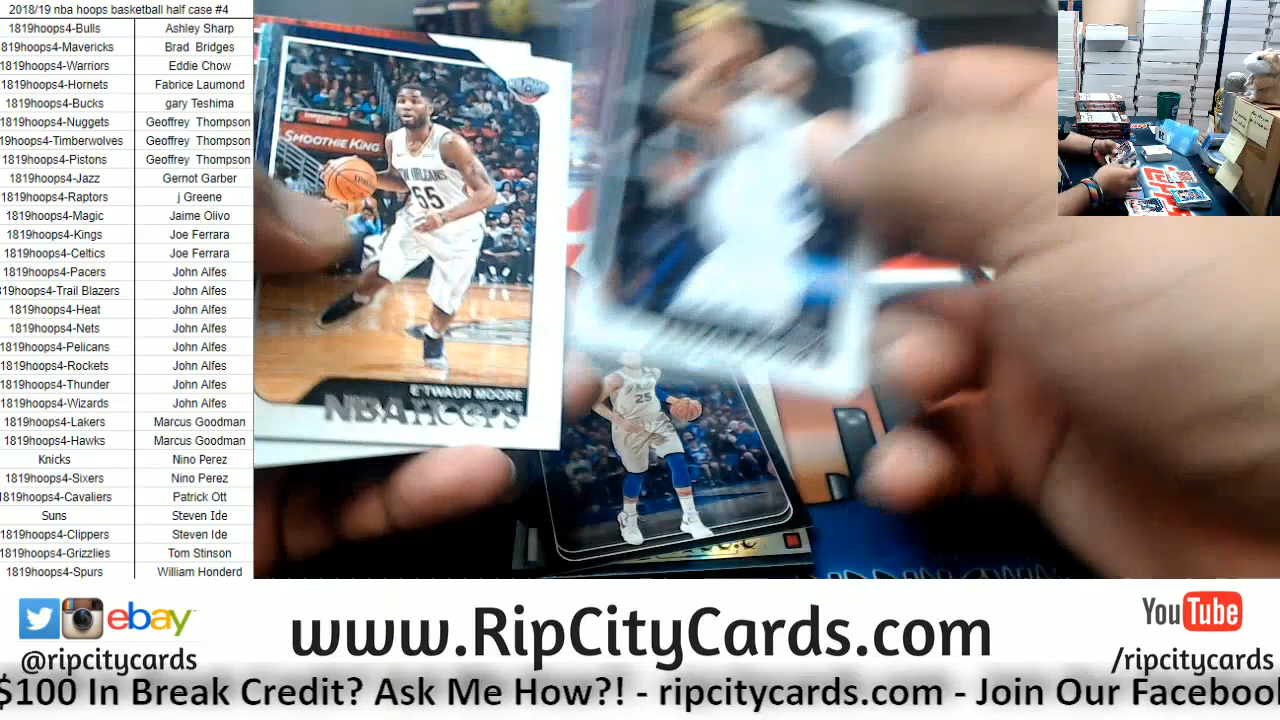 2018/19 nba hoops basketball half case #4
1819hoops4-Bulls Ashley Sharp
819hoops4-Mavericks Brad Bridges
1819hoops4-Warriors Eddie Chow
1819hoops4-Hornets Fabrice Laumond
1819hoops4-Bucks gary Teshima
1819hoops4-Nuggets Geoffrey Thompson
19hoops4-Timberwolves Geoffrey Thompson
1819hoops4-Pistons Geoffrey Thompson
1819hoops4-Jazz Gernot Garber
1819hoops4-Raptors j Greene
1819hoops4-Magic Jaime Olivo
1819hoops4-Kings Joe Ferrara
1819hoops4-Celtics Joe Ferrara
1819hoops4-Pacers John Alfes
819hoops4-Trail Blazers John Alfes
1819hoops4-Heat John Alfes
1819hoops4-Nets John Alfes
1819hoops4-Pelicans John Alfes
1819hoops4-Rockets John Alfes
1819hoops4-Thunder John Alfes
1819hoops4-Wizards John Alfes
1819hoops4-Lakers Marcus Goodman
1819hoops4-Hawks Marcus Goodman
Knicks Nino Perez
1819hoops4-Sixers Nino Perez
1819hoops4-Cavaliers Patrick Ott
Suns Steven Ide
1819hoops4-Clippers Steven Ide
1819hoops4-Grizzlies Tom Stinson
1819hoops4-Spurs William Honderd
SMOOTHIE KING
NEW ORLEANS
55
E'TWAUN MOORE
NBA HOOPS
25
ebay
@ripcitycards
www.RipCityCards.com
YouTube
/ripcitycards
$100 In Break Credit? Ask Me How?! - ripcitycards.com - Join Our Facebook